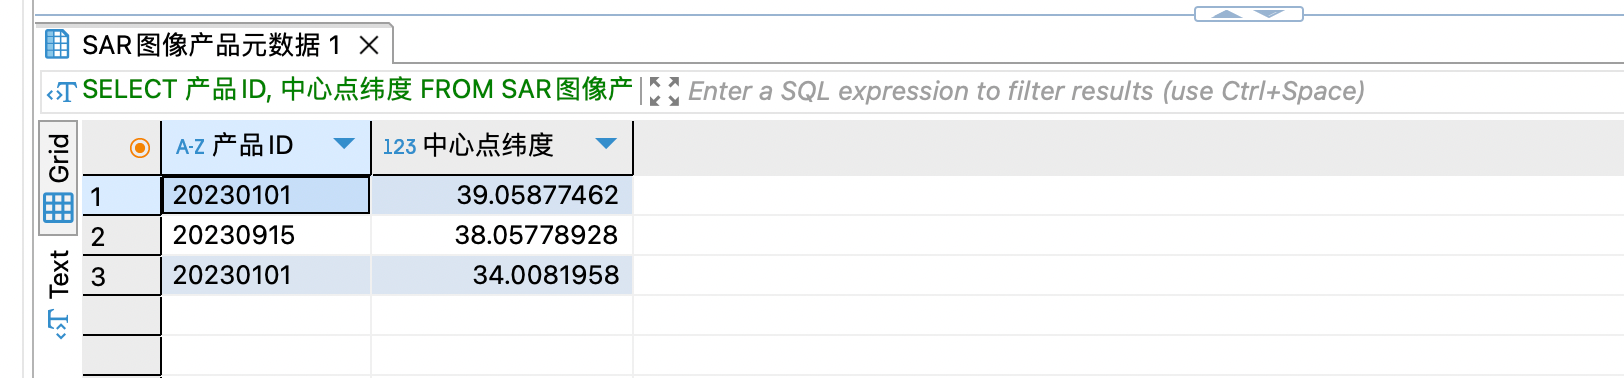 SAR图像产品元数据 1
SELECT 产品ID, 中心点纬度 FROM SAR图像产
Enter a SQL expression to filter results (use Ctrl+Space)
Grid
Text
A-Z 产品ID 123 中心点纬度
1 20230101 39.05877462
2 20230915 38.05778928
3 20230101 34.0081958